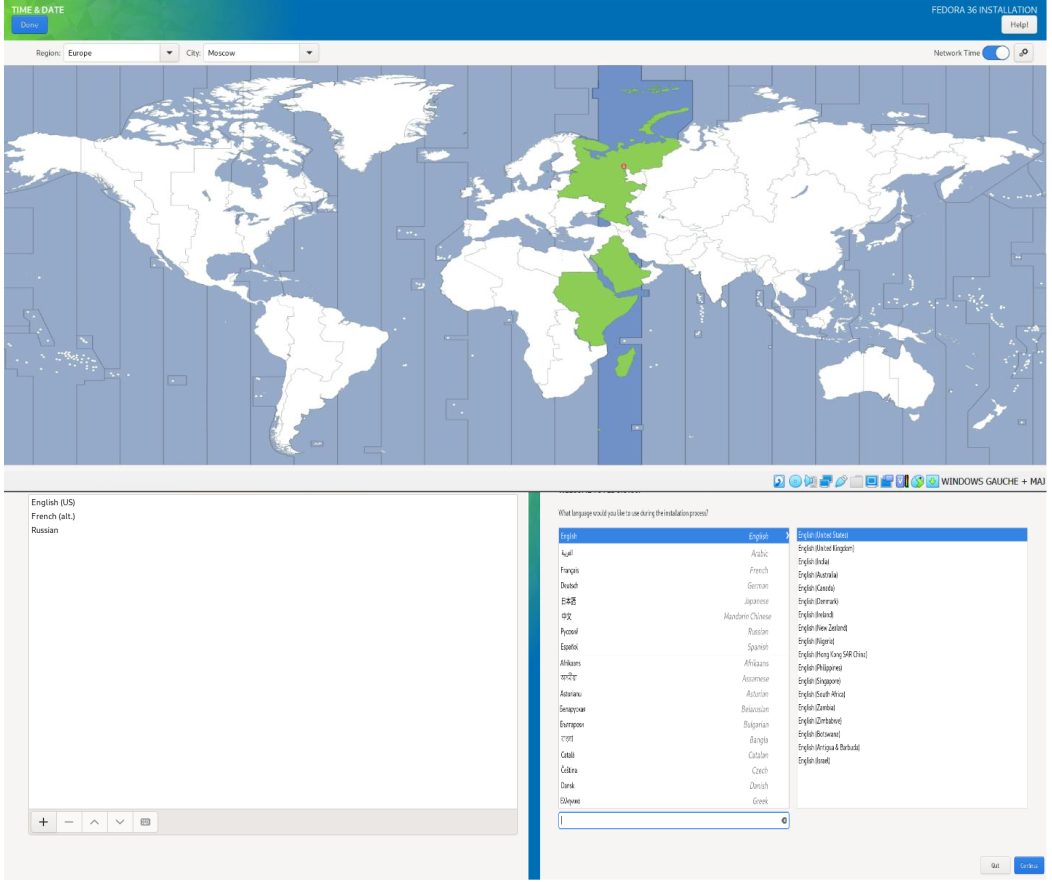 TIME & DATE
FEDORA 36 INSTALLATION
Done
Help!
Region: Europe City: Moscow
Network Time
WINDOWS GAUCHE + MAJ
English (US)
French (alt.)
Russian
What language would you like to use during the installation process?
English English
العربية Arabic
Français French
Deutsch German
日本語 Japanese
中文 Mandarin Chinese
Русский Russian
Español Spanish
Afrikaans Afrikaans
অসমীয়া Assamese
Asturianu Asturian
Беларуская Belarusian
Български Bulgarian
বাংলা Bangla
Català Catalan
Čeština Czech
Dansk Danish
Ελληνικά Greek
English (United States)
English (United Kingdom)
English (India)
English (Australia)
English (Canada)
English (Denmark)
English (Ireland)
English (New Zealand)
English (Nigeria)
English (Hong Kong SAR China)
English (Philippines)
English (Singapore)
English (South Africa)
English (Zambia)
English (Zimbabwe)
English (Botswana)
English (Antigua & Barbuda)
English (Israel)
Quit
Continue